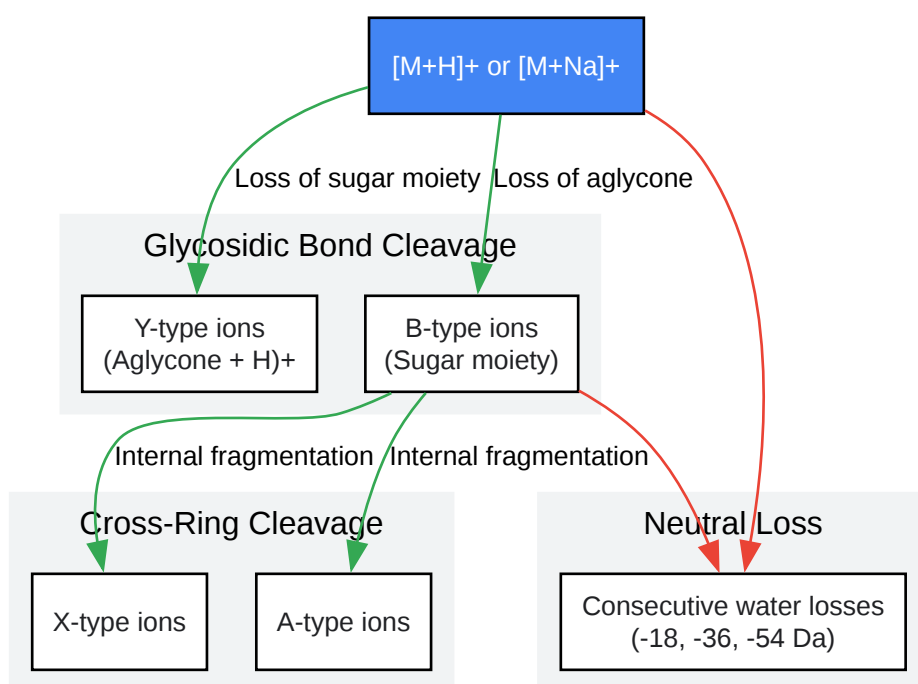 [M+H]+ or [M+Na]+
Loss of sugar moiety
Loss of aglycone
Glycosidic Bond Cleavage
Y-type ions
(Aglycone + H)+
B-type ions
(Sugar moiety)
Internal fragmentation
Internal fragmentation
Cross-Ring Cleavage
X-type ions
A-type ions
Neutral Loss
Consecutive water losses
(-18, -36, -54 Da)